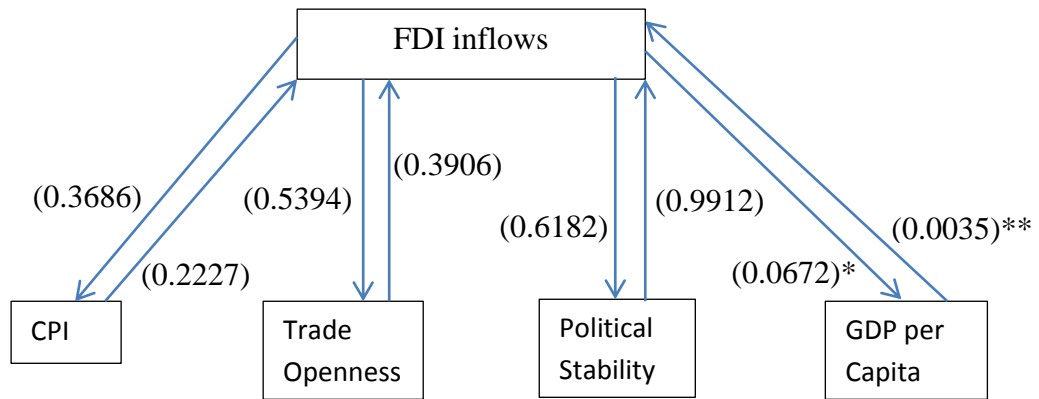 FDI inflows
(0.3686)
(0.5394)
(0.3906)
(0.6182)
(0.9912)
(0.0035)**
(0.2227)
(0.0672)*
CPI
Trade
Openness
Political
Stability
GDP per
Capita